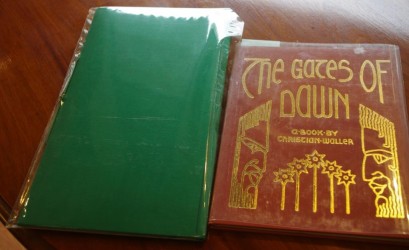 The Gates of
Dawn
A·Book·By
Christian·Waller